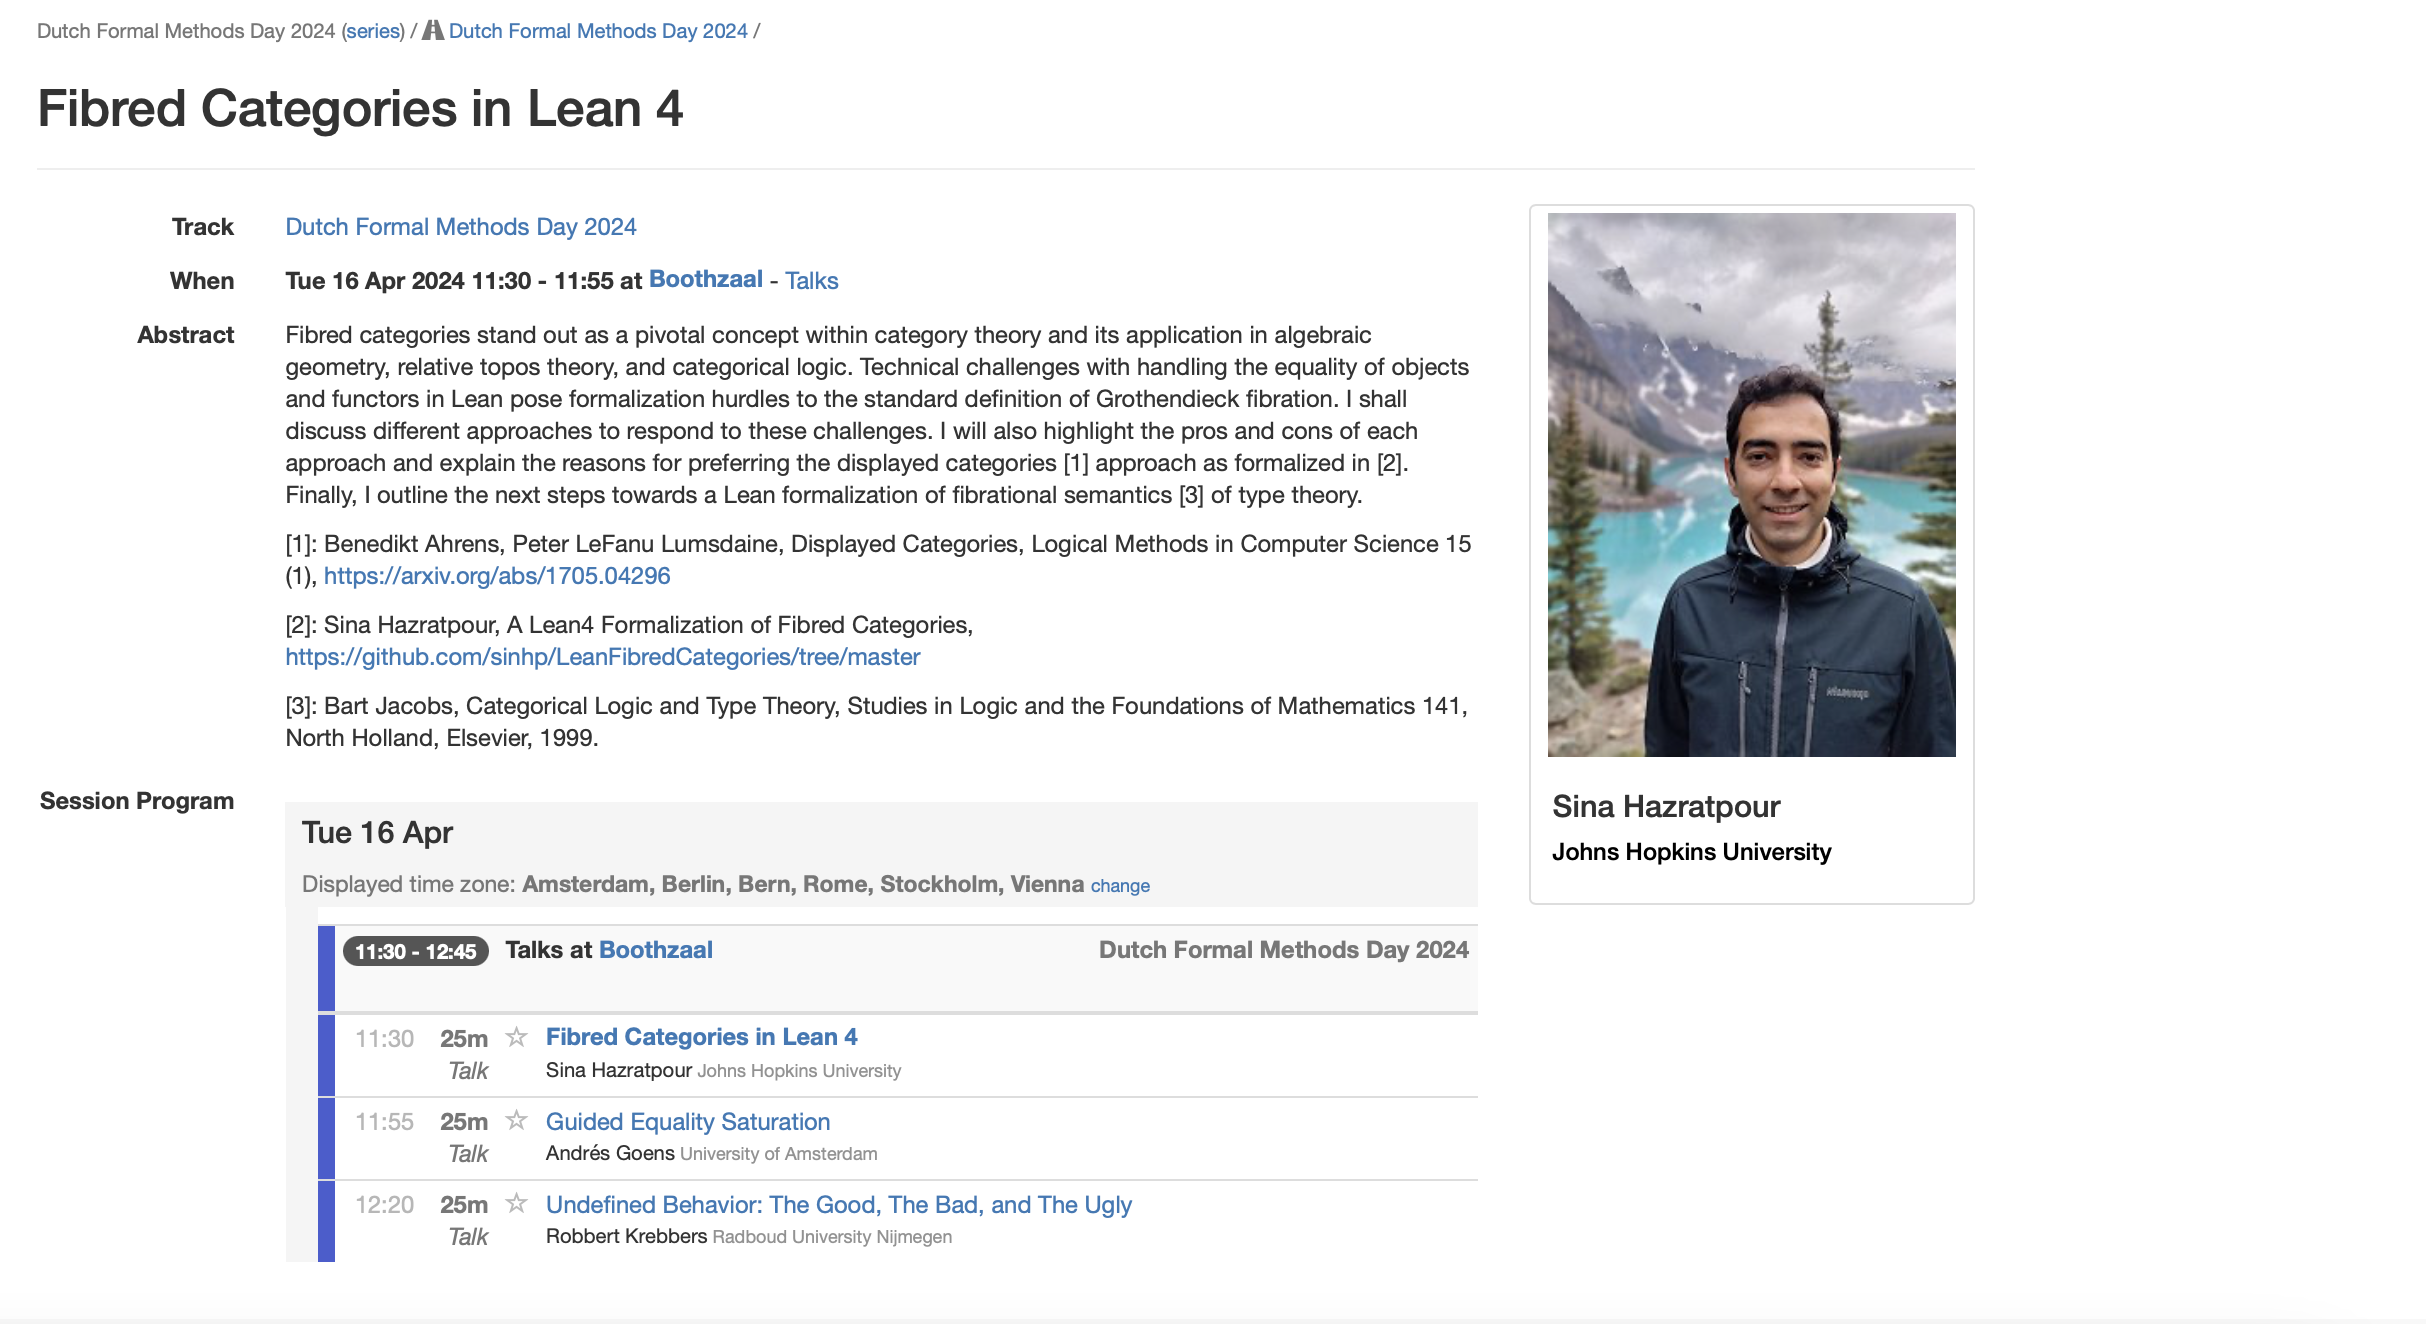 Dutch Formal Methods Day 2024 (series) / Dutch Formal Methods Day 2024 /
Fibred Categories in Lean 4
Track Dutch Formal Methods Day 2024
When Tue 16 Apr 2024 11:30 - 11:55 at Boothzaal - Talks
Abstract Fibred categories stand out as a pivotal concept within category theory and its application in algebraic
geometry, relative topos theory, and categorical logic. Technical challenges with handling the equality of objects
and functors in Lean pose formalization hurdles to the standard definition of Grothendieck fibration. I shall
discuss different approaches to respond to these challenges. I will also highlight the pros and cons of each
approach and explain the reasons for preferring the displayed categories [1] approach as formalized in [2].
Finally, I outline the next steps towards a Lean formalization of fibrational semantics [3] of type theory.
[1]: Benedikt Ahrens, Peter LeFanu Lumsdaine, Displayed Categories, Logical Methods in Computer Science 15
(1), https://arxiv.org/abs/1705.04296
[2]: Sina Hazratpour, A Lean4 Formalization of Fibred Categories,
https://github.com/sinhp/LeanFibredCategories/tree/master
[3]: Bart Jacobs, Categorical Logic and Type Theory, Studies in Logic and the Foundations of Mathematics 141,
North Holland, Elsevier, 1999.
Sina Hazratpour
Johns Hopkins University
Session Program
Tue 16 Apr
Displayed time zone: Amsterdam, Berlin, Bern, Rome, Stockholm, Vienna change
11:30 - 12:45 Talks at Boothzaal Dutch Formal Methods Day 2024
11:30 25m Fibred Categories in Lean 4
Talk Sina Hazratpour Johns Hopkins University
11:55 25m Guided Equality Saturation
Talk Andrés Goens University of Amsterdam
12:20 25m Undefined Behavior: The Good, The Bad, and The Ugly
Talk Robbert Krebbers Radboud University Nijmegen